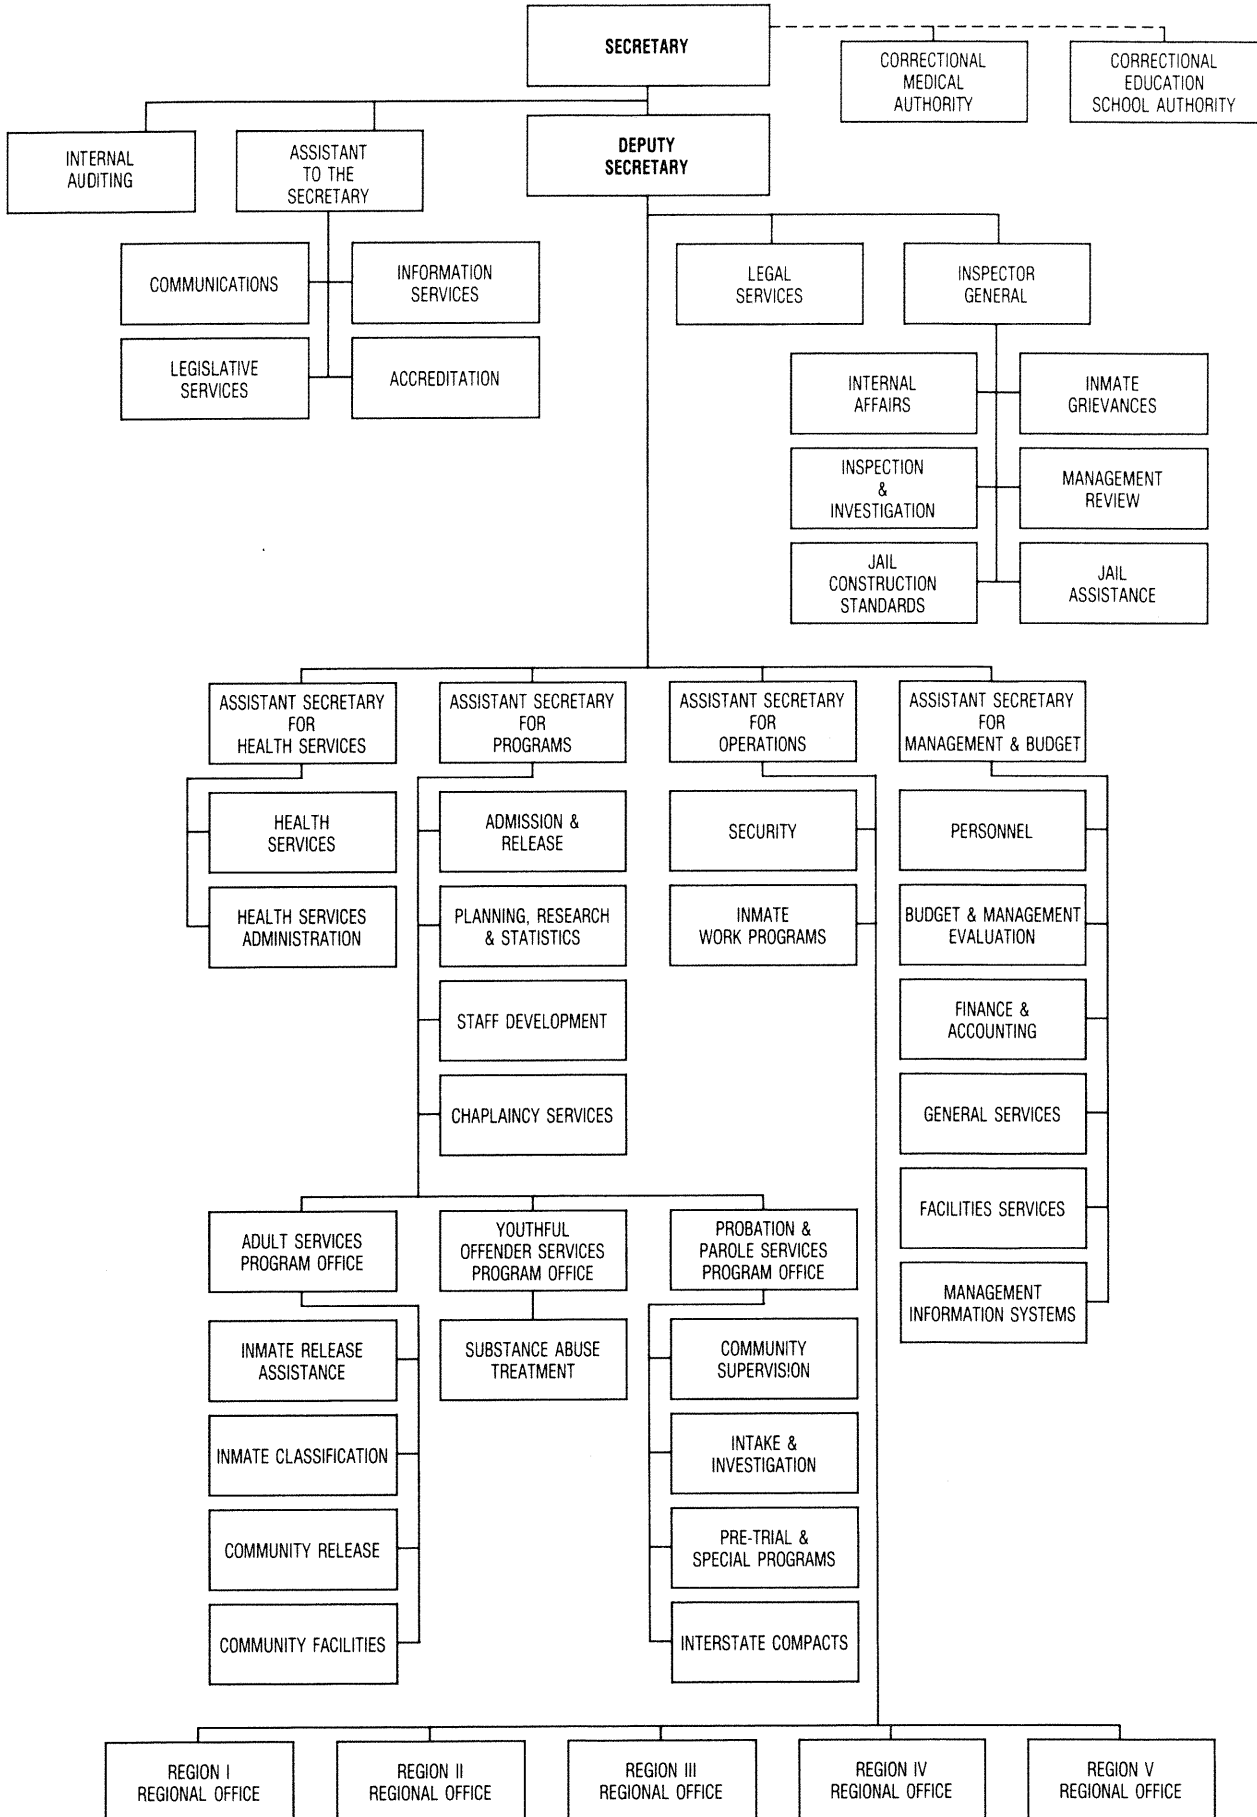 SECRETARY
CORRECTIONAL
MEDICAL
AUTHORITY
CORRECTIONAL
EDUCATION
SCHOOL AUTHORITY
INTERNAL
AUDITING
ASSISTANT
TO THE
SECRETARY
DEPUTY
SECRETARY
COMMUNICATIONS
INFORMATION
SERVICES
LEGISLATIVE
SERVICES
ACCREDITATION
LEGAL
SERVICES
INSPECTOR
GENERAL
INTERNAL
AFFAIRS
INMATE
GRIEVANCES
INSPECTION
&
INVESTIGATION
MANAGEMENT
REVIEW
JAIL
CONSTRUCTION
STANDARDS
JAIL
ASSISTANCE
ASSISTANT SECRETARY
FOR
HEALTH SERVICES
ASSISTANT SECRETARY
FOR
PROGRAMS
ASSISTANT SECRETARY
FOR
OPERATIONS
ASSISTANT SECRETARY
FOR
MANAGEMENT & BUDGET
HEALTH
SERVICES
HEALTH SERVICES
ADMINISTRATION
ADMISSION &
RELEASE
PLANNING, RESEARCH
& STATISTICS
STAFF DEVELOPMENT
CHAPLAINCY SERVICES
SECURITY
INMATE
WORK PROGRAMS
PERSONNEL
BUDGET & MANAGEMENT
EVALUATION
FINANCE &
ACCOUNTING
GENERAL SERVICES
FACILITIES SERVICES
MANAGEMENT
INFORMATION SYSTEMS
ADULT SERVICES
PROGRAM OFFICE
YOUTHFUL
OFFENDER SERVICES
PROGRAM OFFICE
PROBATION &
PAROLE SERVICES
PROGRAM OFFICE
INMATE RELEASE
ASSISTANCE
INMATE CLASSIFICATION
COMMUNITY RELEASE
COMMUNITY FACILITIES
SUBSTANCE ABUSE
TREATMENT
COMMUNITY
SUPERVISION
INTAKE &
INVESTIGATION
PRE-TRIAL &
SPECIAL PROGRAMS
INTERSTATE COMPACTS
REGION I
REGIONAL OFFICE
REGION II
REGIONAL OFFICE
REGION III
REGIONAL OFFICE
REGION IV
REGIONAL OFFICE
REGION V
REGIONAL OFFICE